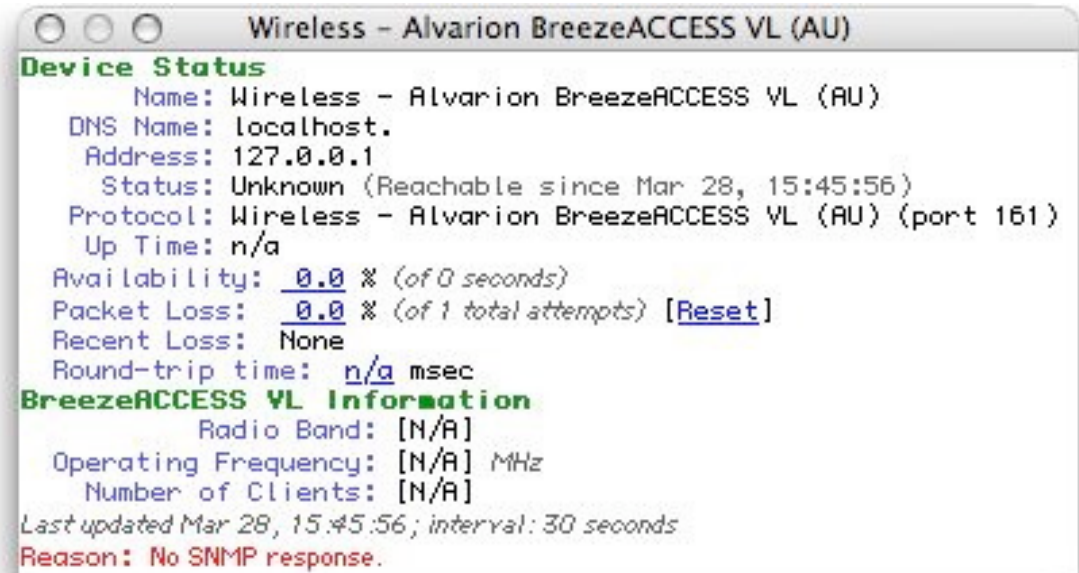 Wireless – Alvarion BreezeACCESS VL (AU)
Device Status
Name: Wireless - Alvarion BreezeACCESS VL (AU)
DNS Name: localhost.
Address: 127.0.0.1
Status: Unknown (Reachable since Mar 28, 15:45:56)
Protocol: Wireless - Alvarion BreezeACCESS VL (AU) (port 161)
Up Time: n/a
Availability: 0.0 % (of 0 seconds)
Packet Loss: 0.0 % (of 1 total attempts) [Reset]
Recent Loss: None
Round-trip time: n/a msec
BreezeACCESS VL Information
Radio Band: [N/A]
Operating Frequency: [N/A] MHz
Number of Clients: [N/A]
Last updated Mar 28, 15:45:56; interval: 30 seconds
Reason: No SNMP response.